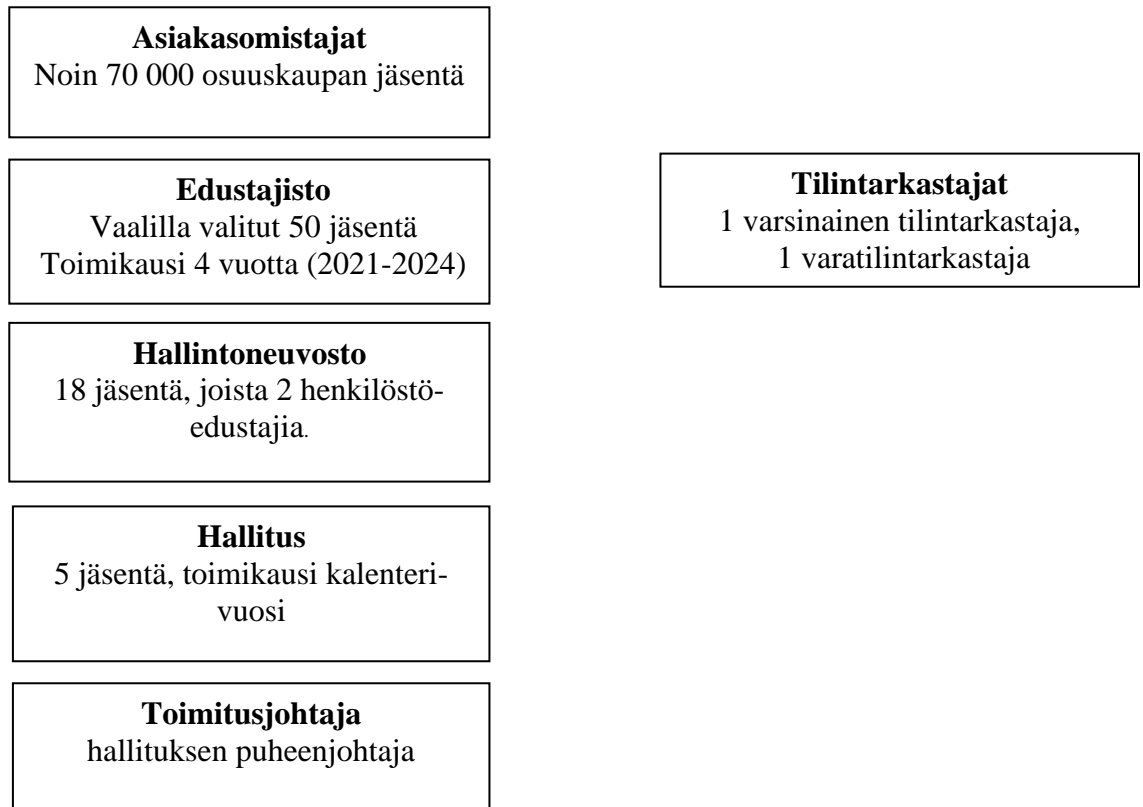 Asiakasomistajat
Noin 70 000 osuuskaupan jäsentä
Edustajisto
Vaalilla valitut 50 jäsentä
Toimikausi 4 vuotta (2021-2024)
Tilintarkastajat
1 varsinainen tilintarkastaja,
1 varatilintarkastaja
Hallintoneuvosto
18 jäsentä, joista 2 henkilöstö-
edustajia.
Hallitus
5 jäsentä, toimikausi kalenteri-
vuosi
Toimitusjohtaja
hallituksen puheenjohtaja